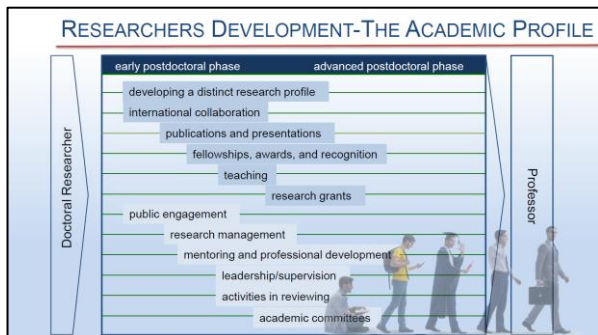 RESEARCHERS DEVELOPMENT-THE ACADEMIC PROFILE
early postdoctoral phase advanced postdoctoral phase
Doctoral Researcher
developing a distinct research profile
international collaboration
publications and presentations
fellowships, awards, and recognition
teaching
research grants
public engagement
research management
mentoring and professional development
leadership/supervision
activities in reviewing
academic committees
Professor